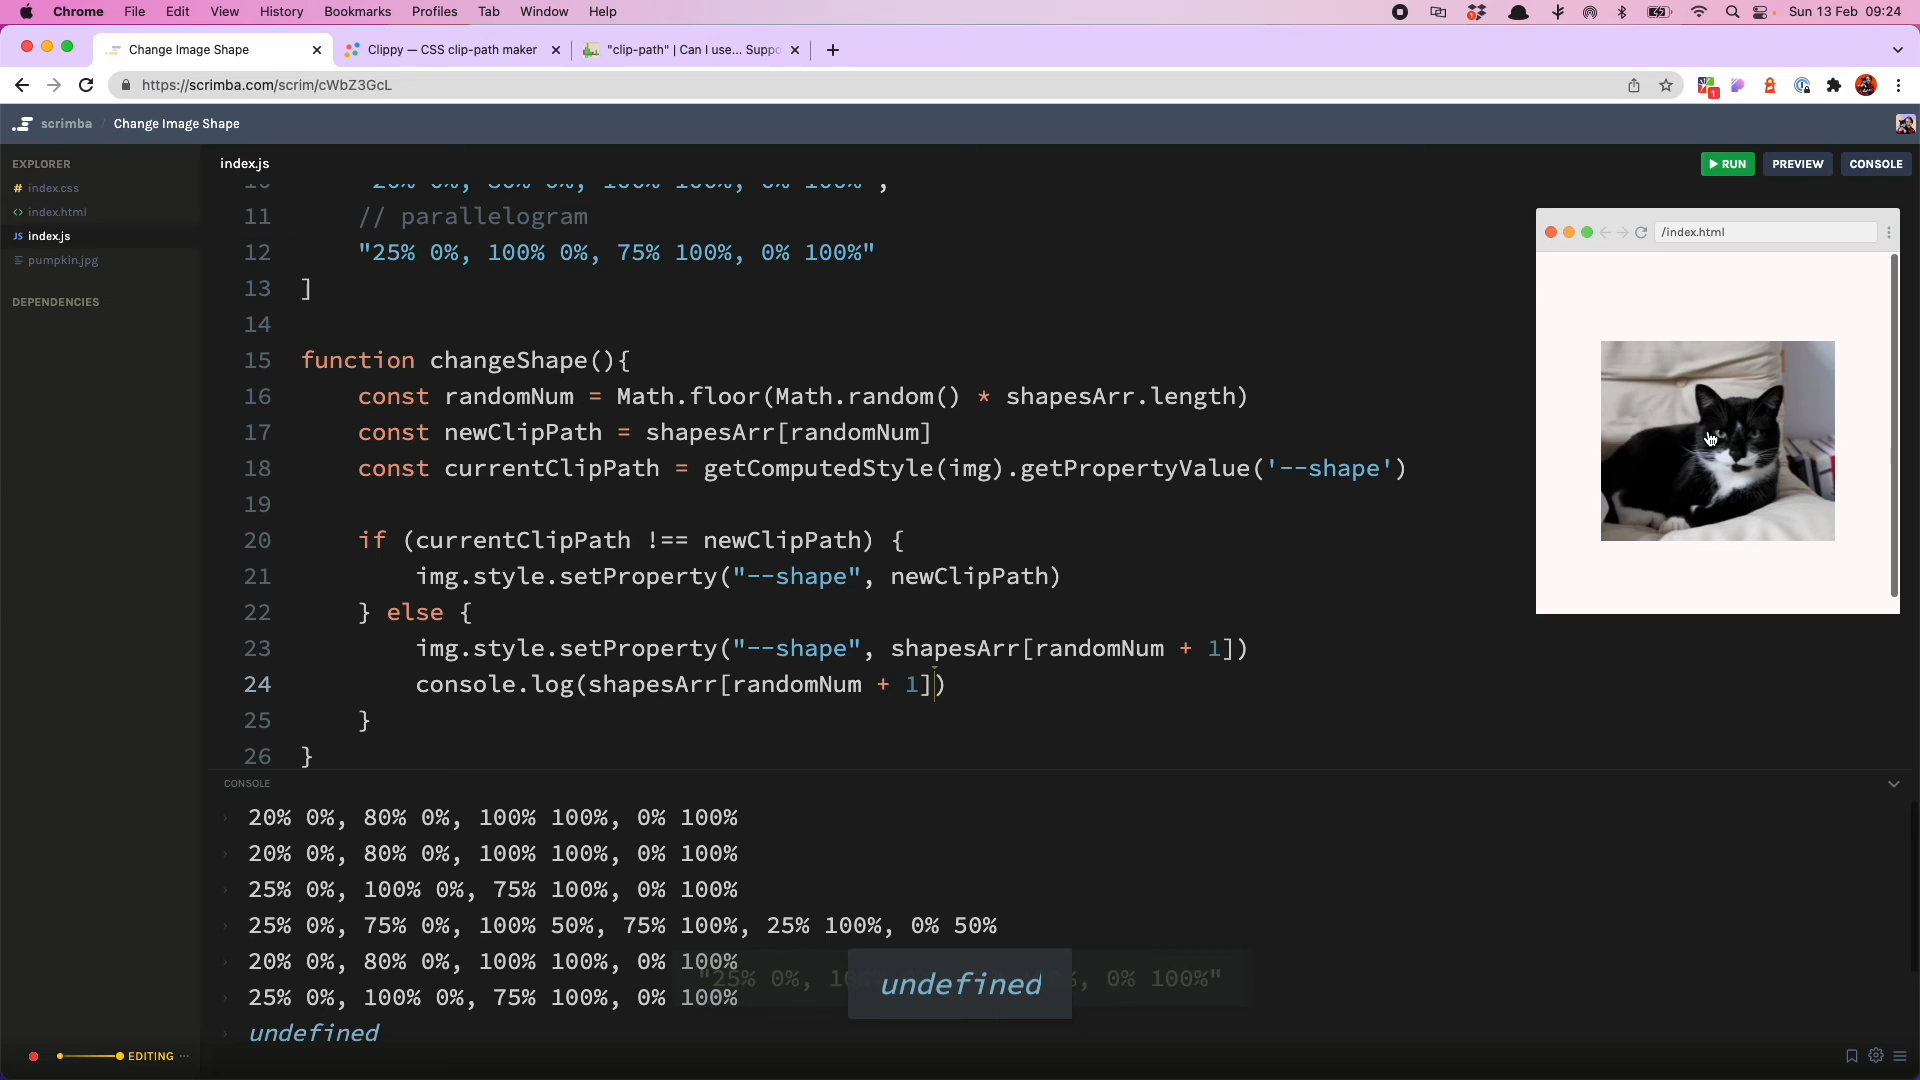 Chrome File Edit View History Bookmarks Profiles Tab Window Help Sun 13 Feb 09:24
Change Image Shape Clippy — CSS clip-path maker "clip-path" | Can I use... Suppo
https://scrimba.com/scrim/cWbZ3GcL
scrimba / Change Image Shape
EXPLORER
index.css
index.html
index.js
pumpkin.jpg
DEPENDENCIES
index.js
RUN PREVIEW CONSOLE
/index.html
11 // parallelogram
12 "25% 0%, 100% 0%, 75% 100%, 0% 100%"
13 ]
14
15 function changeShape(){
16 const randomNum = Math.floor(Math.random() * shapesArr.length)
17 const newClipPath = shapesArr[randomNum]
18 const currentClipPath = getComputedStyle(img).getPropertyValue('--shape')
19
20 if (currentClipPath !== newClipPath) {
21 img.style.setProperty("--shape", newClipPath)
22 } else {
23 img.style.setProperty("--shape", shapesArr[randomNum + 1])
24 console.log(shapesArr[randomNum + 1])
25 }
26 }
CONSOLE
20% 0%, 80% 0%, 100% 100%, 0% 100%
20% 0%, 80% 0%, 100% 100%, 0% 100%
25% 0%, 100% 0%, 75% 100%, 0% 100%
25% 0%, 75% 0%, 100% 50%, 75% 100%, 25% 100%, 0% 50%
20% 0%, 80% 0%, 100% 100%, 0% 100%
25% 0%, 100% 0%, 75% 100%, 0% 100%
undefined
undefined
EDITING ...